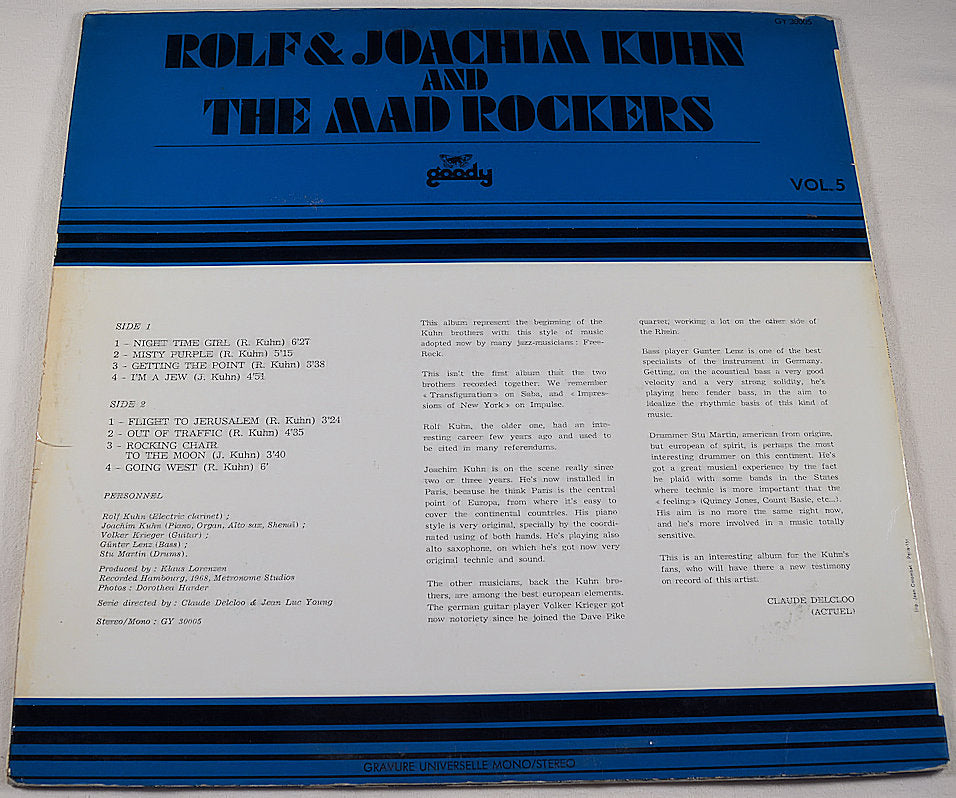 GY 30005
ROLF & JOACHIM KUHN
AND
THE MAD ROCKERS
goody
VOL. 5
SIDE 1
1 - NIGHT TIME GIRL (R. Kuhn) 6'27
2 - MISTY PURPLE (R. Kuhn) 5'15
3 - GETTING THE POINT (R. Kuhn) 3'38
4 - I'M A JEW (J. Kuhn) 4'51
SIDE 2
1 - FLIGHT TO JERUSALEM (R. Kuhn) 3'24
2 - OUT OF TRAFFIC (R. Kuhn) 4'35
3 - ROCKING CHAIR
TO THE MOON (J. Kuhn) 3'40
4 - GOING WEST (R. Kuhn) 6'
PERSONNEL
Rolf Kuhn (Electric clarinet) ;
Joachim Kuhn (Piano, Organ, Alto sax, Shenai) ;
Volker Krieger (Guitar) ;
Günter Lenz (Bass) ;
Stu Martin (Drums).
Produced by : Klaus Lorenzen
Recorded Hambourg, 1968, Metronome Studios
Photos : Dorothea Harder
Serie directed by : Claude Delcloo & Jean Luc Young
Stereo/Mono : GY 30005
This album represent the beginning of the
Kuhn brothers with this style of music
adopted now by many jazz-musicians : Free-
Rock.
This isn't the first album that the two
brothers recorded together. We remember
« Transfiguration » on Saba, and « Impres-
sions of New York » on Impulse.
Rolf Kuhn, the older one, had an inte-
resting career few years ago and used to
be cited in many referendums.
Joachim Kuhn is on the scene really since
two or three years. He's now installed in
Paris, because he think Paris is the central
point of Europa, from where it's easy to
cover the continental countries. His piano
style is very original, specially by the coordi-
nated using of both hands. He's playing also
alto saxophone, on which he's got now very
original technic and sound.
The other musicians, back the Kuhn bro-
thers, are among the best european elements.
The german guitar player Volker Krieger got
now notoriety since he joined the Dave Pike
quartet, working a lot on the other side of
the Rhein.
Bass player Gunter Lenz is one of the best
specialists of the instrument in Germany.
Getting, on the acoustical bass a very good
velocity and a very strong solidity, he's
playing here fender bass, in the aim to
idealize the rhythmic basis of this kind of
music.
Drummer Stu Martin, american from origine,
but european of spirit, is perhaps the most
interesting drummer on this continent. He's
got a great musical experience by the fact
he plaid with some bands in the States
where technic is more important that the
« feeling » (Quincy Jones, Count Basie, etc...).
His aim is no more the same right now,
and he's more involved in a music totally
sensitive.
This is an interesting album for the Kuhn's
fans, who will have there a new testimony
on record of this artist.
CLAUDE DELCLOO
(ACTUEL)
Imp. Jean Paris
GRAVURE UNIVERSELLE MONO/STEREO